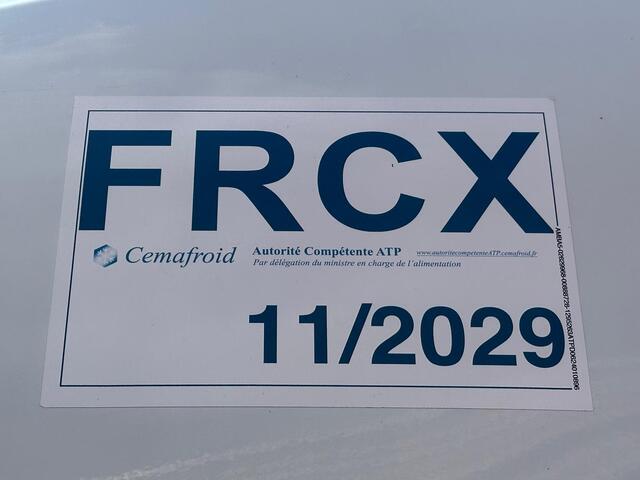 FRCX
Cemafroid Autorité Compétente ATP www.autoritecompetenteATP.cemafroid.fr
Par délégation du ministre en charge de l'alimentation
11/2029